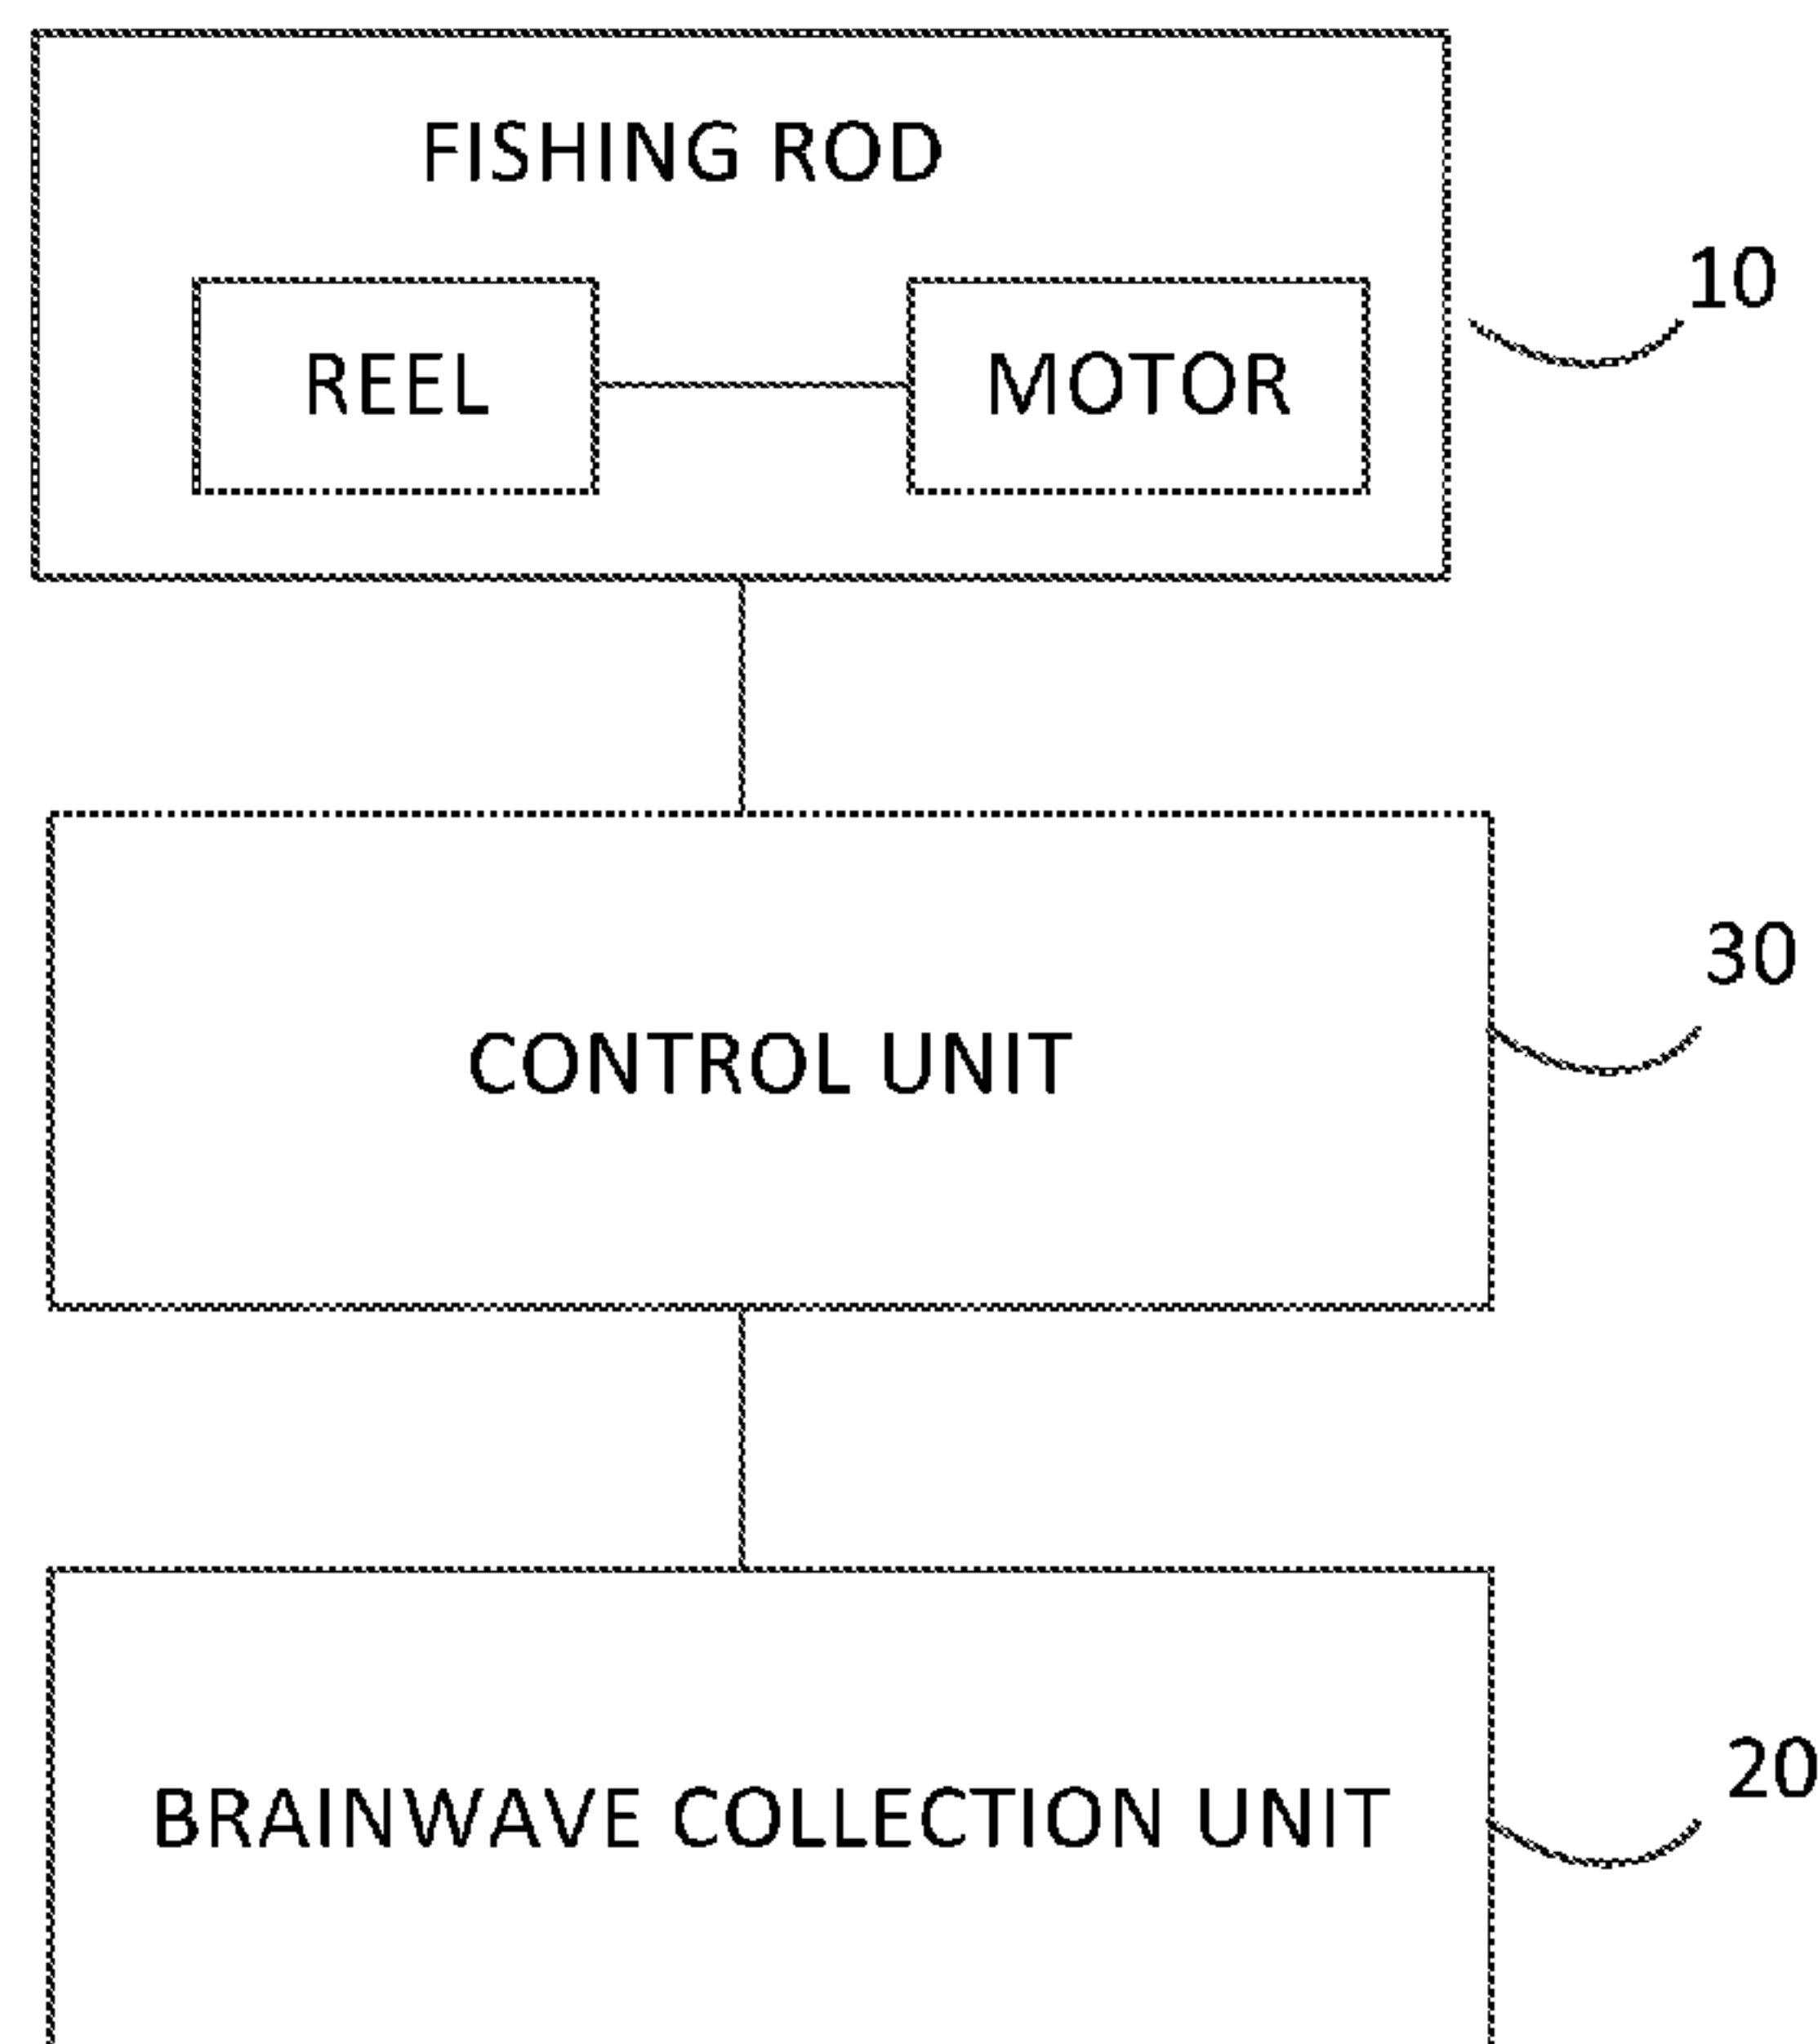 FISHING ROD
10
REEL
MOTOR
30
CONTROL UNIT
20
BRAINWAVE COLLECTION UNIT